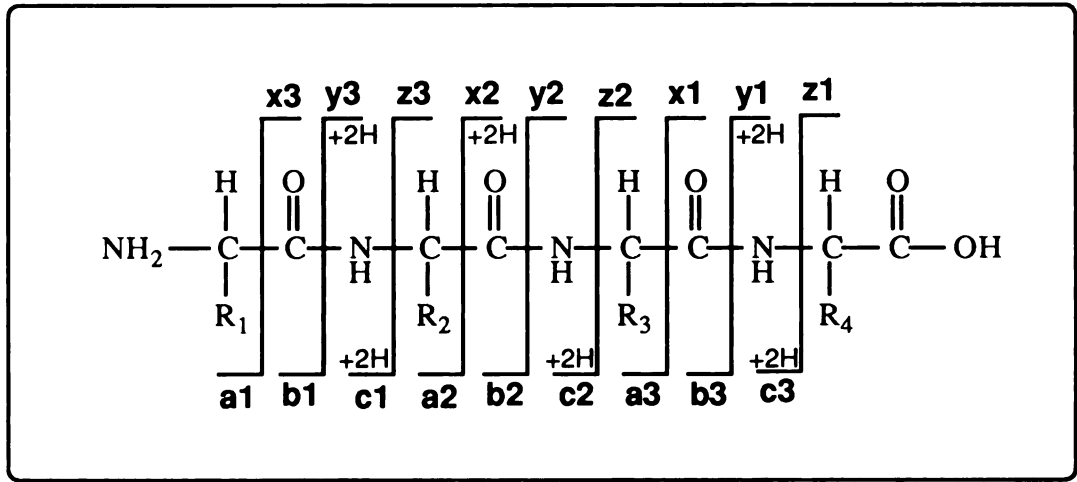 x3 y3 z3 x2 y2 z2 x1 y1 z1
+2H +2H +2H
H O H O H O H O
NH₂ C C N C C N C C N C C OH
H H H
R₁ R₂ R₃ R₄
+2H +2H +2H
a1 b1 c1 a2 b2 c2 a3 b3 c3